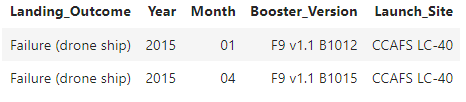 Landing_Outcome Year Month Booster_Version Launch_Site
Failure (drone ship) 2015 01 F9 v1.1 B1012 CCAFS LC-40
Failure (drone ship) 2015 04 F9 v1.1 B1015 CCAFS LC-40